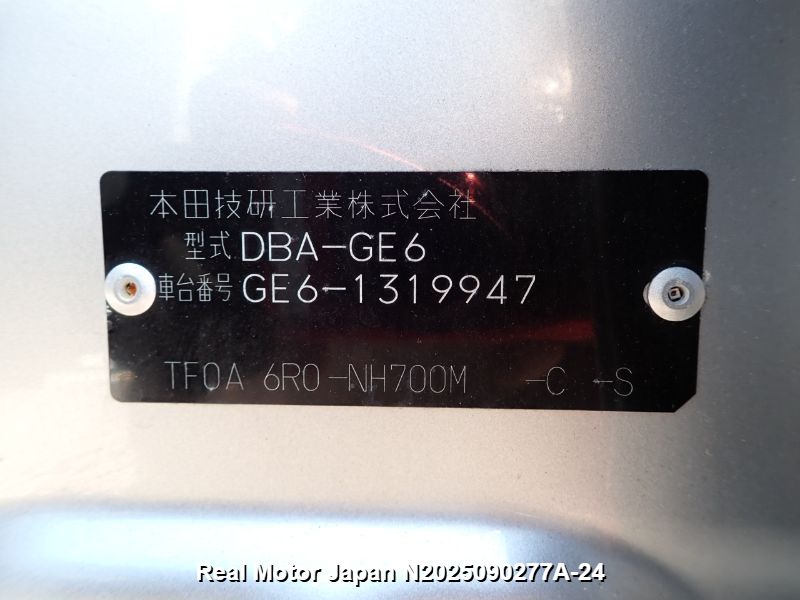 本田技研工業株式会社
型式 DBA-GE6
車台番号 GE6-1319947
TF0A 6R0-NH700M -C -S
Real Motor Japan N2025090277A-24